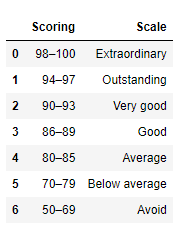 Scoring Scale
0 98–100 Extraordinary
1 94–97 Outstanding
2 90–93 Very good
3 86–89 Good
4 80–85 Average
5 70–79 Below average
6 50–69 Avoid